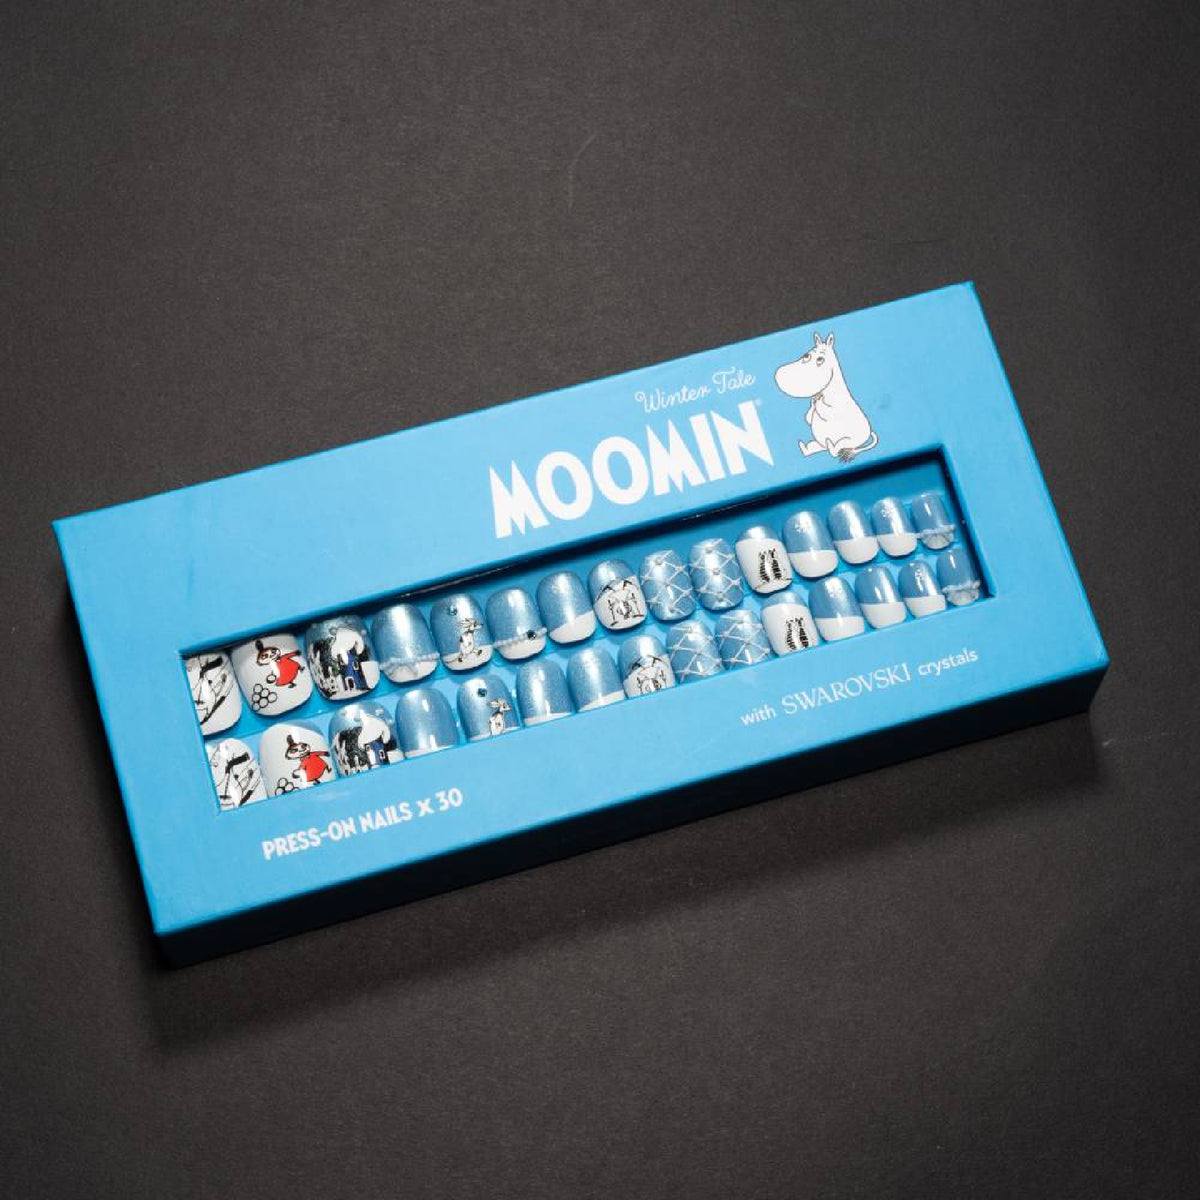 Winter Tale
MOOMIN®
with SWAROVSKI crystals
PRESS-ON NAILS x 30